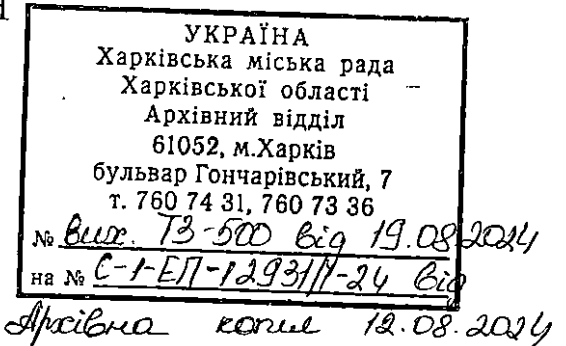 УКРАЇНА
Харківська міська рада
Харківської області
Архівний відділ
61052, м.Харків
бульвар Гончарівський, 7
т. 760 74 31, 760 73 36
№ Вих. ТЗ-500 від 19.08 2024
на № С-1-ЕП-12931/1-24 від
Архівна копия 12.08.2024